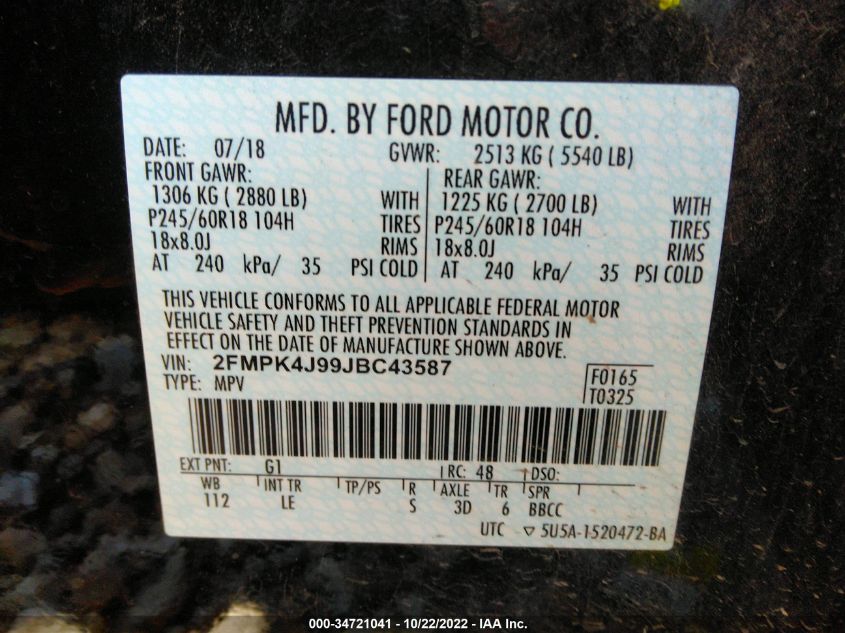 MFD. BY FORD MOTOR CO.
DATE: 07/18 GVWR: 2513 KG ( 5540 LB)
FRONT GAWR: REAR GAWR:
1306 KG ( 2880 LB) WITH 1225 KG ( 2700 LB) WITH
P245/60R18 104H TIRES P245/60R18 104H TIRES
18x8.0J RIMS 18x8.0J RIMS
AT 240 kPa/ 35 PSI COLD AT 240 kPa/ 35 PSI COLD
THIS VEHICLE CONFORMS TO ALL APPLICABLE FEDERAL MOTOR
VEHICLE SAFETY AND THEFT PREVENTION STANDARDS IN
EFFECT ON THE DATE OF MANUFACTURE SHOWN ABOVE.
VIN: 2FMPK4J99JBC43587
TYPE: MPV
F0165
T0325
EXT PNT: G1 RC: 48 DSO:
WB INT TR TP/PS R AXLE TR SPR
112 LE S 3D 6 BBCC
UTC ▽ 5U5A-1520472-BA
000-34721041 - 10/22/2022 - IAA Inc.